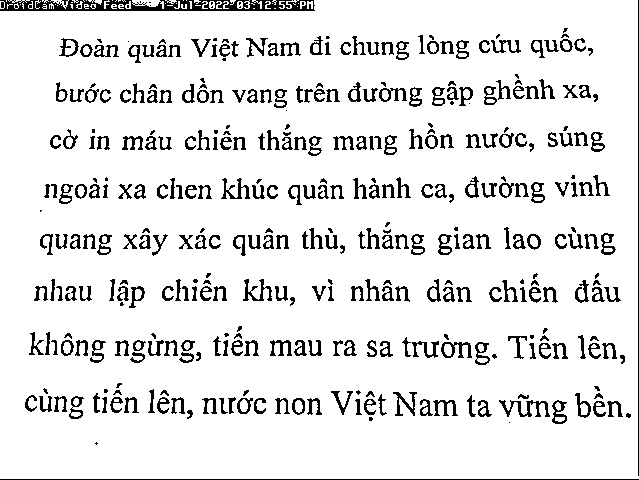 DroidCam Video Feed 1-Jul-2022 03:12:55 PM
Đoàn quân Việt Nam đi chung lòng cứu quốc,
bước chân dồn vang trên đường gập ghềnh xa,
cờ in máu chiến thắng mang hồn nước, súng
ngoài xa chen khúc quân hành ca, đường vinh
quang xây xác quân thù, thắng gian lao cùng
nhau lập chiến khu, vì nhân dân chiến đấu
không ngừng, tiến mau ra sa trường. Tiến lên,
cùng tiến lên, nước non Việt Nam ta vững bền.